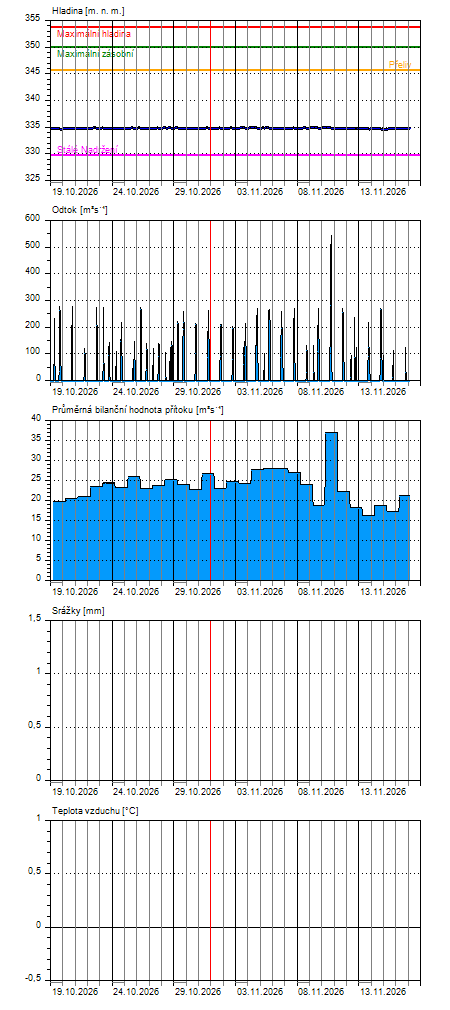 Hladina [m. n. m.]
355
Maximální hladina
350
Maximální zásobní
345
Přeliv
340
335
330
Stálé Nadržení
325
19.10.2026 24.10.2026 29.10.2026 03.11.2026 08.11.2026 13.11.2026
Odtok [m³s⁻¹]
600
500
400
300
200
100
0
19.10.2026 24.10.2026 29.10.2026 03.11.2026 08.11.2026 13.11.2026
Průměrná bilanční hodnota přítoku [m³s⁻¹]
40
35
30
25
20
15
10
5
0
19.10.2026 24.10.2026 29.10.2026 03.11.2026 08.11.2026 13.11.2026
Srážky [mm]
1,5
1
0,5
0
19.10.2026 24.10.2026 29.10.2026 03.11.2026 08.11.2026 13.11.2026
Teplota vzduchu [°C]
1
0,5
0
-0,5
19.10.2026 24.10.2026 29.10.2026 03.11.2026 08.11.2026 13.11.2026